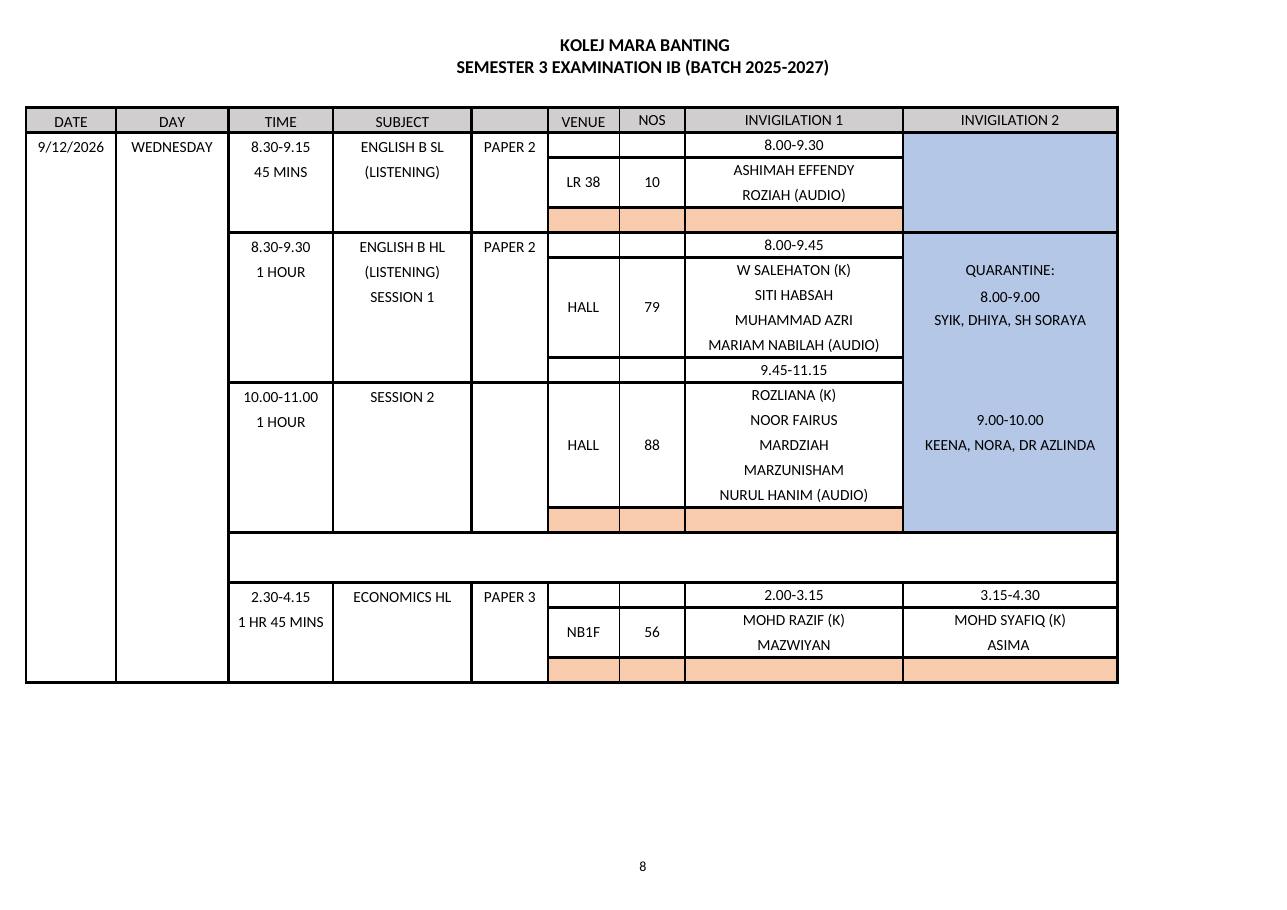 KOLEJ MARA BANTING
SEMESTER 3 EXAMINATION IB (BATCH 2025-2027)
DATE DAY TIME SUBJECT VENUE NOS INVIGILATION 1 INVIGILATION 2
9/12/2026 WEDNESDAY 8.30-9.15 ENGLISH B SL PAPER 2 8.00-9.30
45 MINS (LISTENING) LR 38 10 ASHIMAH EFFENDY
ROZIAH (AUDIO)
8.30-9.30 ENGLISH B HL PAPER 2 8.00-9.45
1 HOUR (LISTENING) W SALEHATON (K) QUARANTINE:
SESSION 1 HALL 79 SITI HABSAH 8.00-9.00
MUHAMMAD AZRI SYIK, DHIYA, SH SORAYA
MARIAM NABILAH (AUDIO)
9.45-11.15
10.00-11.00 SESSION 2 ROZLIANA (K)
1 HOUR NOOR FAIRUS 9.00-10.00
HALL 88 MARDZIAH KEENA, NORA, DR AZLINDA
MARZUNISHAM
NURUL HANIM (AUDIO)
2.30-4.15 ECONOMICS HL PAPER 3 2.00-3.15 3.15-4.30
1 HR 45 MINS NB1F 56 MOHD RAZIF (K) MOHD SYAFIQ (K)
MAZWIYAN ASIMA
8